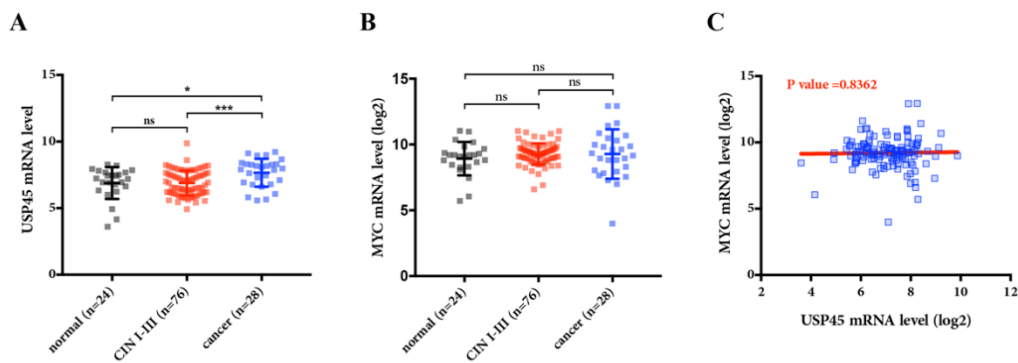 A
USP45 mRNA level
15
10
5
0
*
***
ns
normal (n=24)
CIN I-III (n=76)
cancer (n=28)
B
MYC mRNA level (log2)
15
10
5
0
ns
ns
ns
normal (n=24)
CIN I-III (n=76)
cancer (n=28)
C
MYC mRNA level (log2)
15
10
5
0
P value =0.8362
2
4
6
8
10
12
USP45 mRNA level (log2)